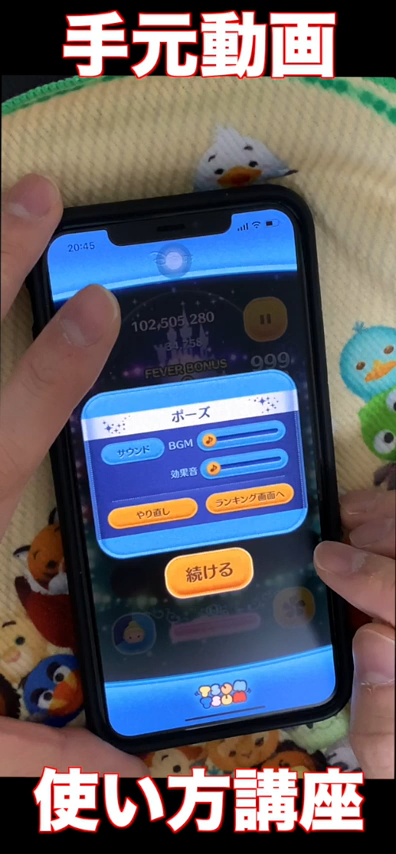 手元動画
20:45
102,505,280
FEVER BONUS
999
ポーズ
サウンド
BGM
効果音
やり直し
ランキング画面へ
続ける
TSUM
TSUM
使い方講座